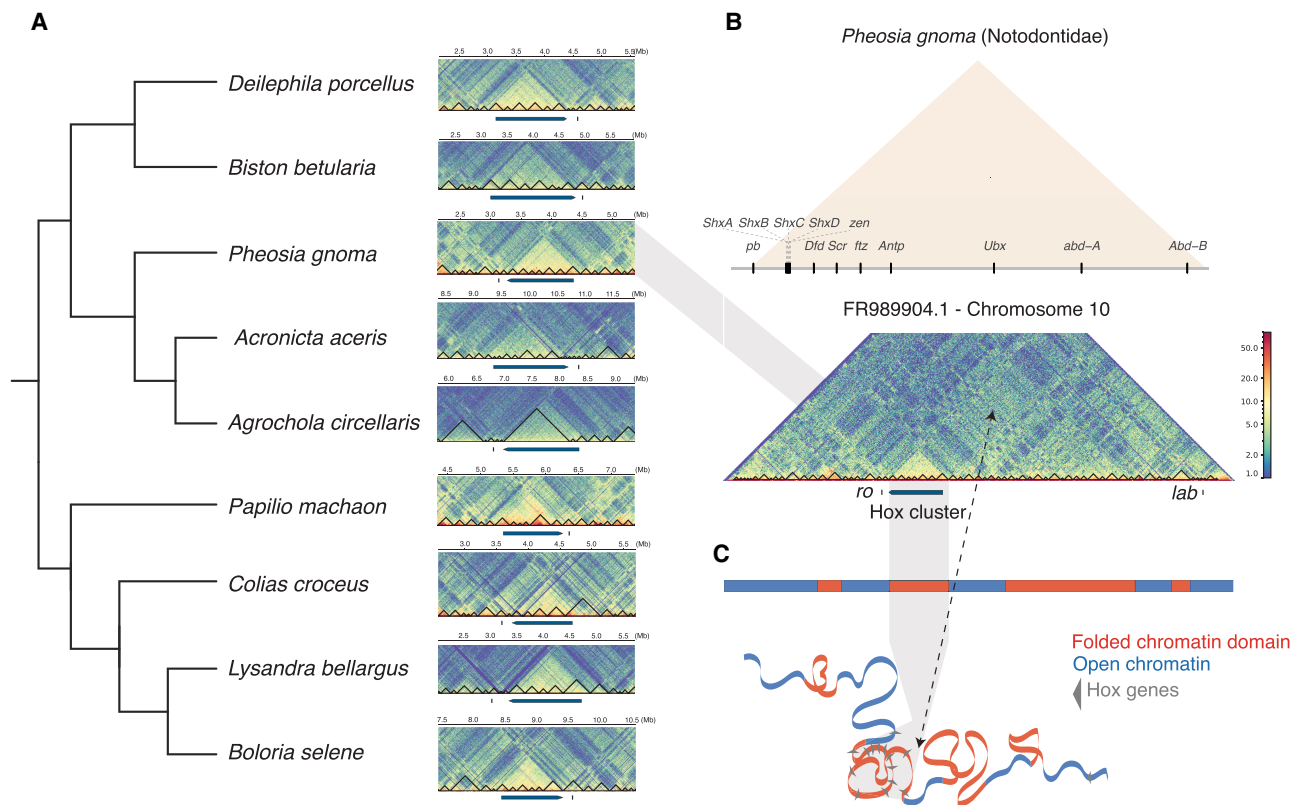 A
2.5 3.0 3.5 4.0 4.5 5.0 5.5 (Mb)
Deilephila porcellus
2.5 3.0 3.5 4.0 4.5 5.0 5.5 (Mb)
Biston betularia
2.5 3.0 3.5 4.0 4.5 5.0 (Mb)
Pheosia gnoma
8.5 9.0 9.5 10.0 10.5 11.0 11.5 (Mb)
Acronicta aceris
6.0 6.5 7.0 7.5 8.0 8.5 9.0 (Mb)
Agrochola circellaris
4.5 5.0 5.5 6.0 6.5 7.0 (Mb)
Papilio machaon
3.0 3.5 4.0 4.5 5.0 5.5 (Mb)
Colias croceus
2.5 3.0 3.5 4.0 4.5 5.0 5.5 (Mb)
Lysandra bellargus
7.5 8.0 8.5 9.0 9.5 10.0 10.5 (Mb)
Boloria selene
B
Pheosia gnoma (Notodontidae)
ShxA ShxB ShxC ShxD zen
pb Dfd Scr ftz Antp Ubx abd-A Abd-B
FR989904.1 - Chromosome 10
50.0
20.0
10.0
5.0
2.0
1.0
ro lab
Hox cluster
C
Folded chromatin domain
Open chromatin
Hox genes